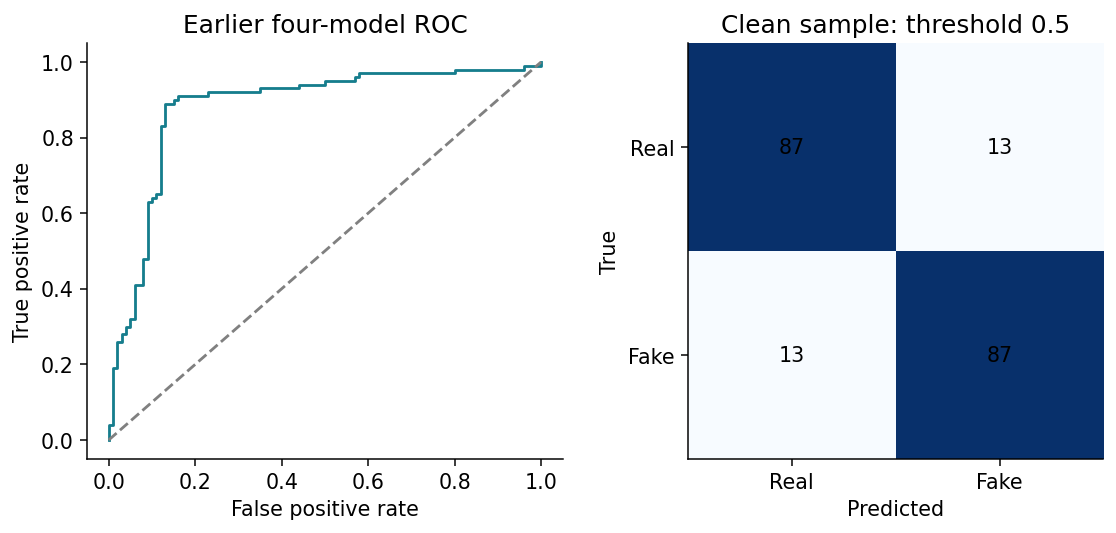 Earlier four-model ROC
True positive rate
1.0
0.8
0.6
0.4
0.2
0.0
0.0 0.2 0.4 0.6 0.8 1.0
False positive rate
Clean sample: threshold 0.5
True
Real 87 13
Fake 13 87
Real Fake
Predicted